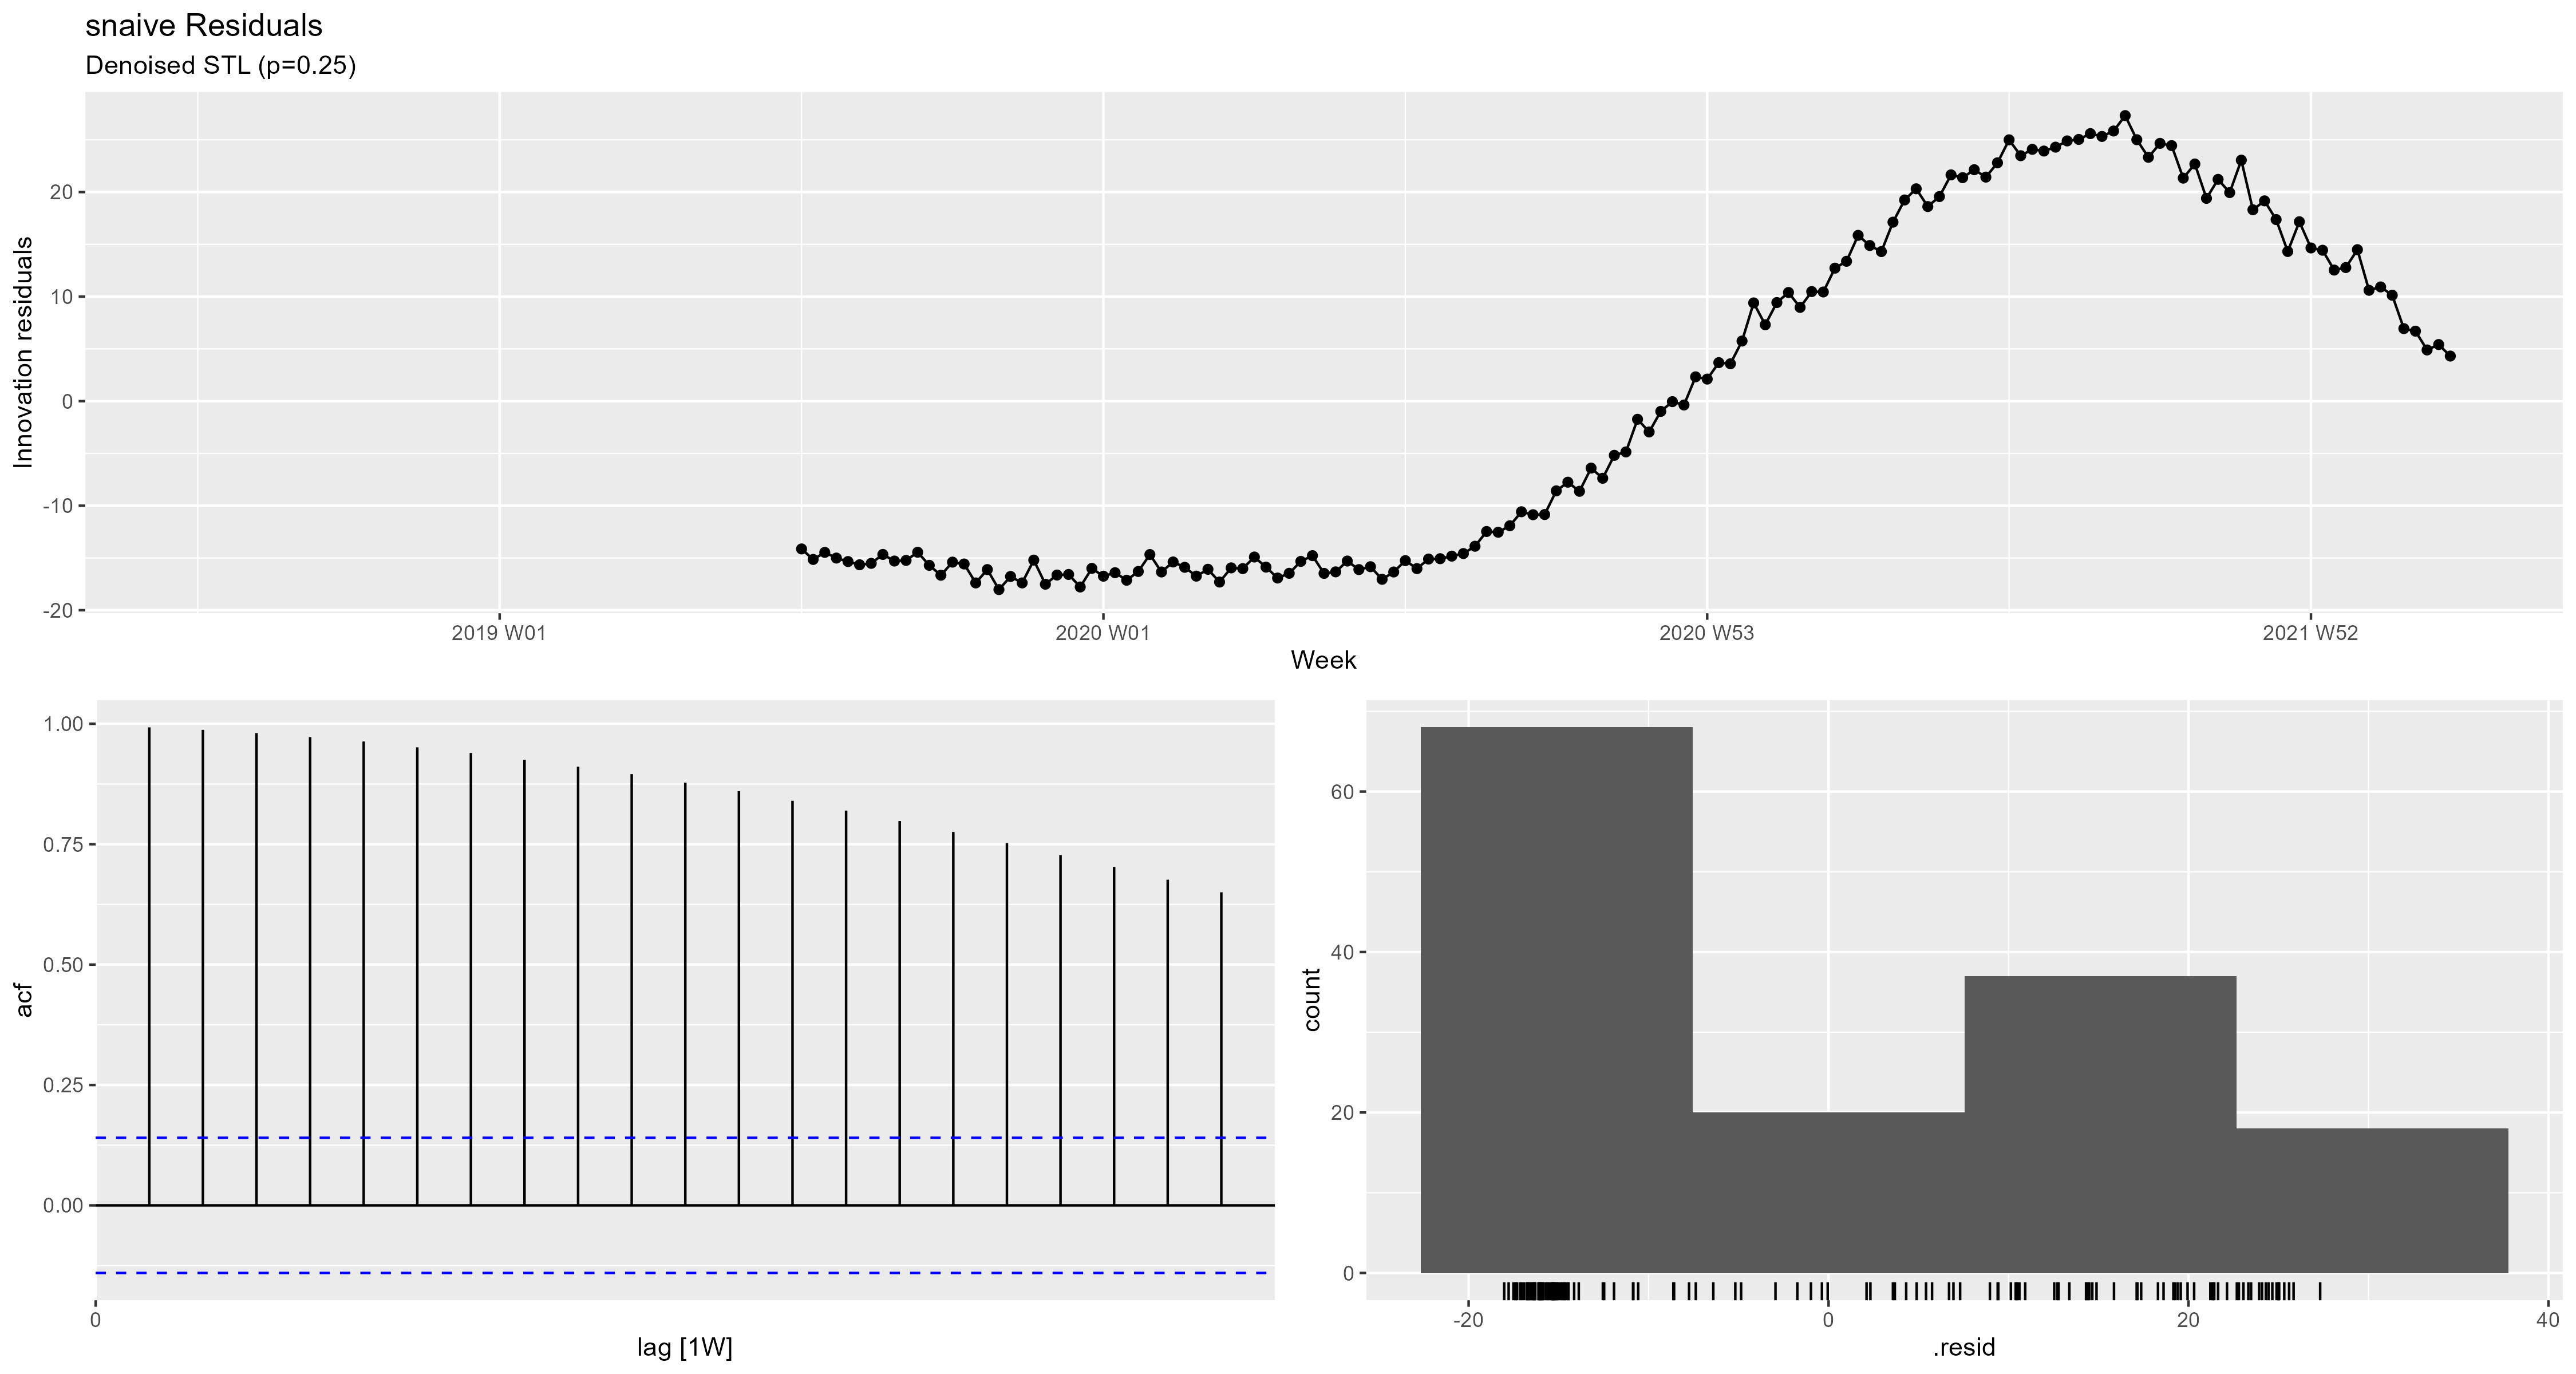 snaive Residuals
Denoised STL (p=0.25)
Innovation residuals
20
10
0
-10
-20
2019 W01
2020 W01
2020 W53
2021 W52
Week
acf
1.00
0.75
0.50
0.25
0.00
0
lag [1W]
count
60
40
20
0
-20
0
20
40
.resid